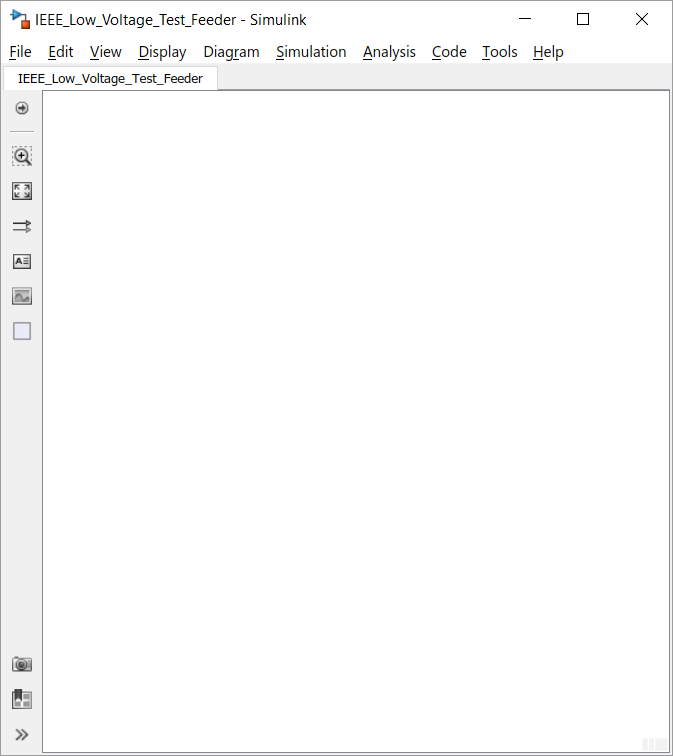 IEEE_Low_Voltage_Test_Feeder - Simulink
File Edit View Display Diagram Simulation Analysis Code Tools Help
IEEE_Low_Voltage_Test_Feeder